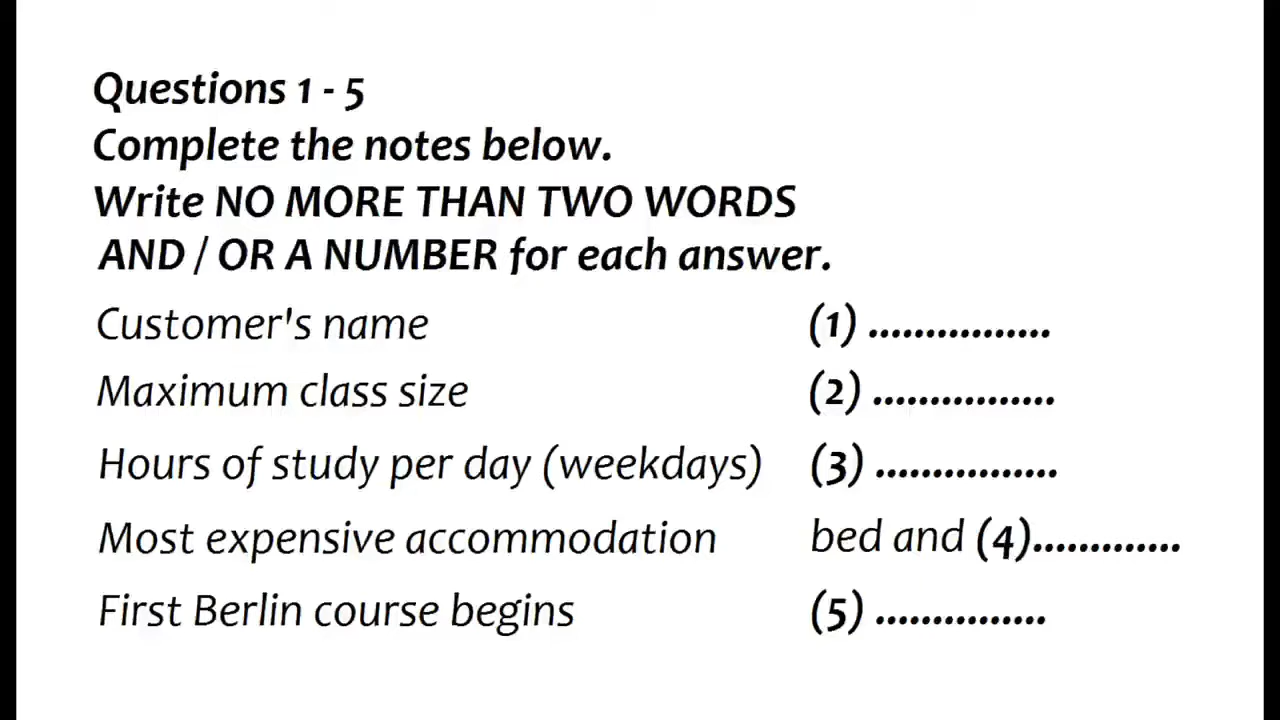 Questions 1 - 5
Complete the notes below.
Write NO MORE THAN TWO WORDS
AND / OR A NUMBER for each answer.
Customer's name (1) ................
Maximum class size (2) ................
Hours of study per day (weekdays) (3) ................
Most expensive accommodation bed and (4).............
First Berlin course begins (5) ...............